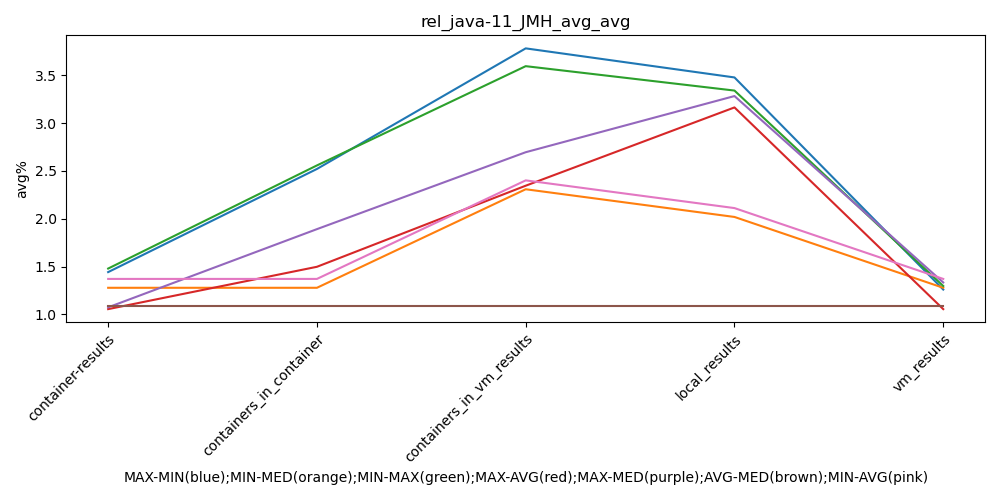 rel_java-11_JMH_avg_avg
avg%
3.5
3.0
2.5
2.0
1.5
1.0
container-results
containers_in_container
containers_in_vm_results
local_results
vm_results
MAX-MIN(blue);MIN-MED(orange);MIN-MAX(green);MAX-AVG(red);MAX-MED(purple);AVG-MED(brown);MIN-AVG(pink)